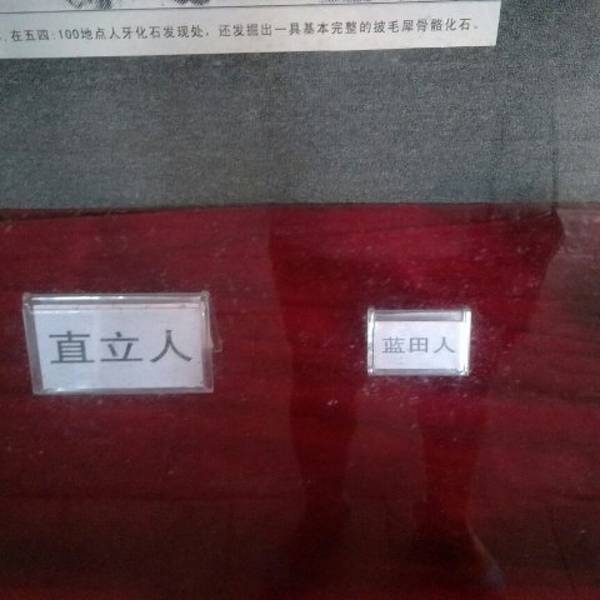 在五四:100地点人牙化石发现处，还发掘出一具基本完整的披毛犀骨骼化石。
直立人
蓝田人